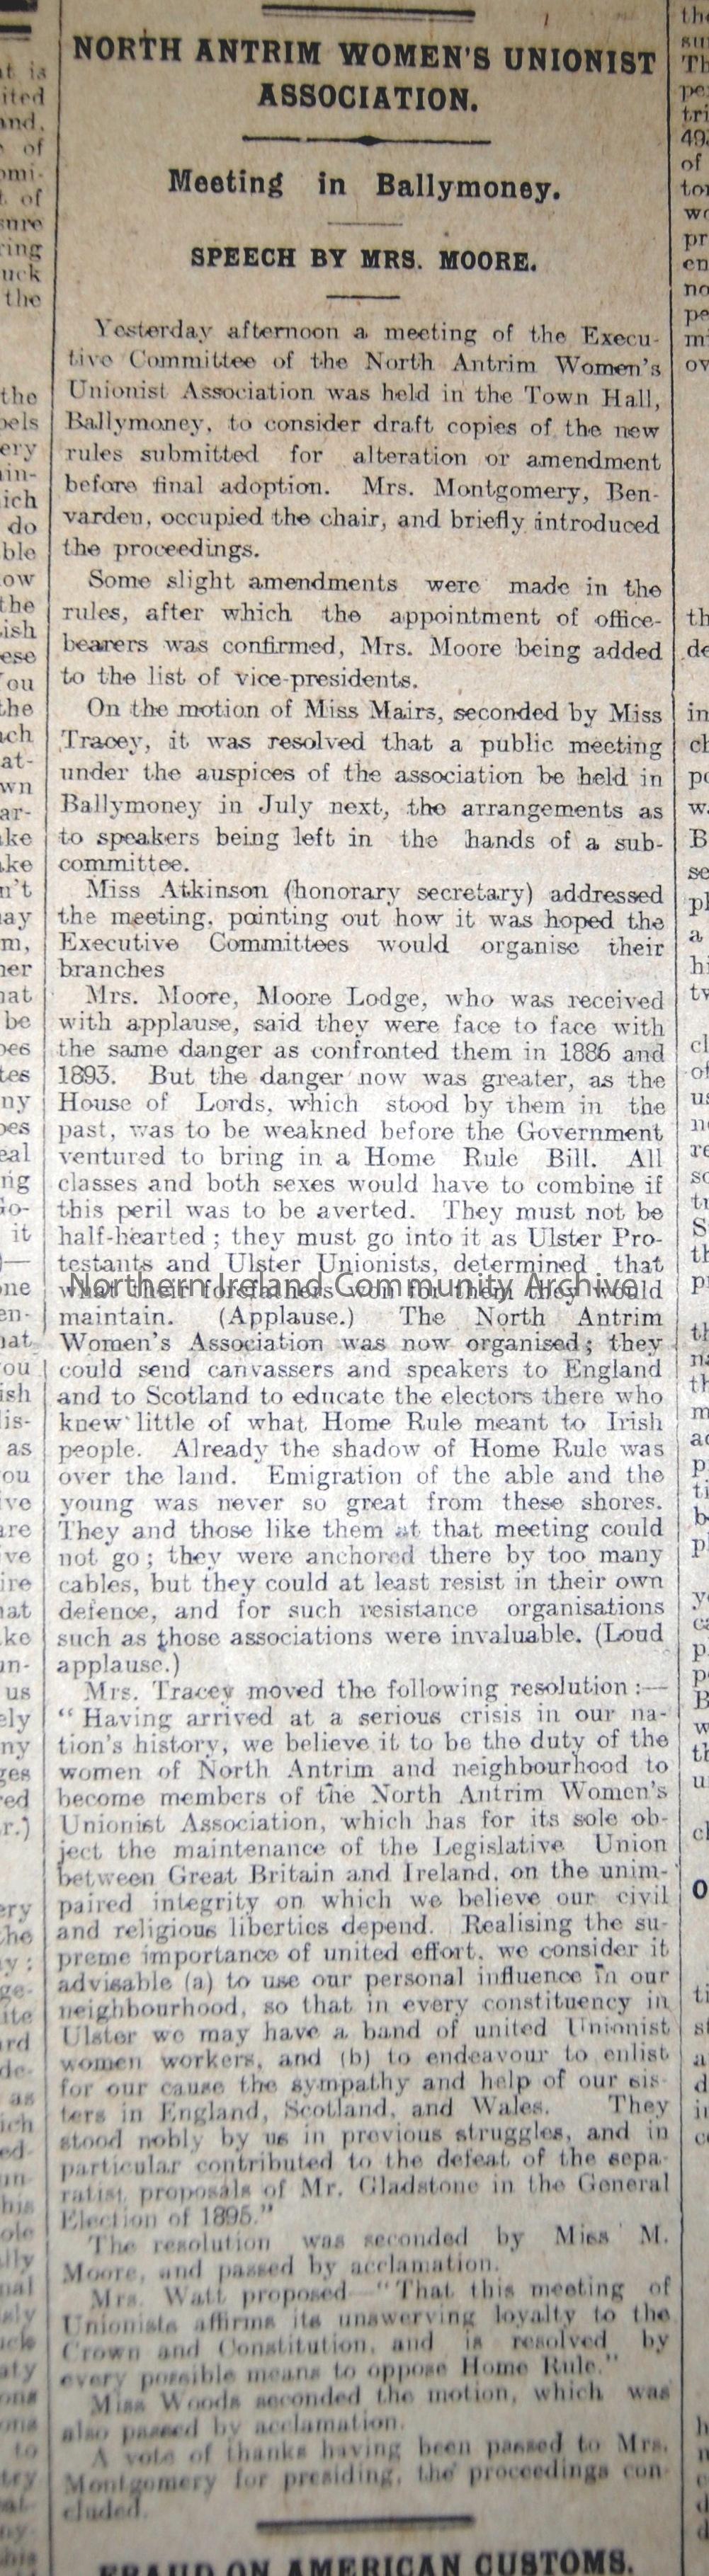 NORTH ANTRIM WOMEN'S UNIONIST
ASSOCIATION.
Meeting in Ballymoney.
SPEECH BY MRS. MOORE.
Yesterday afternoon a meeting of the Execu-
tive Committee of the North Antrim Women's
Unionist Association was held in the Town Hall,
Ballymoney, to consider draft copies of the new
rules submitted for alteration or amendment
before final adoption. Mrs. Montgomery, Ben-
varden, occupied the chair, and briefly introduced
the proceedings.
Some slight amendments were made in the
rules, after which the appointment of office-
bearers was confirmed, Mrs. Moore being added
to the list of vice-presidents.
On the motion of Miss Mairs, seconded by Miss
Tracey, it was resolved that a public meeting
under the auspices of the association be held in
Ballymoney in July next, the arrangements as
to speakers being left in the hands of a sub-
committee.
Miss Atkinson (honorary secretary) addressed
the meeting, pointing out how it was hoped the
Executive Committees would organise their
branches
Mrs. Moore, Moore Lodge, who was received
with applause, said they were face to face with
the same danger as confronted them in 1886 and
1893. But the danger now was greater, as the
House of Lords, which stood by them in the
past, was to be weakned before the Government
ventured to bring in a Home Rule Bill. All
classes and both sexes would have to combine if
this peril was to be averted. They must not be
half-hearted ; they must go into it as Ulster Pro-
testants and Ulster Unionists, determined that
what their forefathers won for them they would
Northern Ireland Community Archive
maintain. (Applause.) The North Antrim
Women's Association was now organised ; they
could send canvassers and speakers to England
and to Scotland to educate the electors there who
knew little of what Home Rule meant to Irish
people. Already the shadow of Home Rule was
over the land. Emigration of the able and the
young was never so great from these shores.
They and those like them at that meeting could
not go ; they were anchored there by too many
cables, but they could at least resist in their own
defence, and for such resistance organisations
such as those associations were invaluable. (Loud
applause.)
Mrs. Tracey moved the following resolution :—
" Having arrived at a serious crisis in our na-
tion's history, we believe it to be the duty of the
women of North Antrim and neighbourhood to
become members of the North Antrim Women's
Unionist Association, which has for its sole ob-
ject the maintenance of the Legislative Union
between Great Britain and Ireland, on the unim-
paired integrity on which we believe our civil
and religious liberties depend. Realising the su-
preme importance of united effort, we consider it
advisable (a) to use our personal influence in our
neighbourhood, so that in every constituency in
Ulster we may have a band of united Unionist
women workers, and (b) to endeavour to enlist
for our cause the sympathy and help of our sis-
ters in England, Scotland, and Wales. They
stood nobly by us in previous struggles, and in
particular contributed to the defeat of the sepa-
ratist proposals of Mr. Gladstone in the General
Election of 1895."
The resolution was seconded by Miss M.
Moore, and passed by acclamation.
Mrs. Watt proposed "That this meeting of
Unionists affirms its unswerving loyalty to the
Crown and Constitution, and is resolved by
every possible means to oppose Home Rule."
Miss Woods seconded the motion, which was
also passed by acclamation.
A vote of thanks having been passed to Mrs.
Montgomery for presiding, the proceedings con-
cluded.
FRAUD ON AMERICAN CUSTOMS.